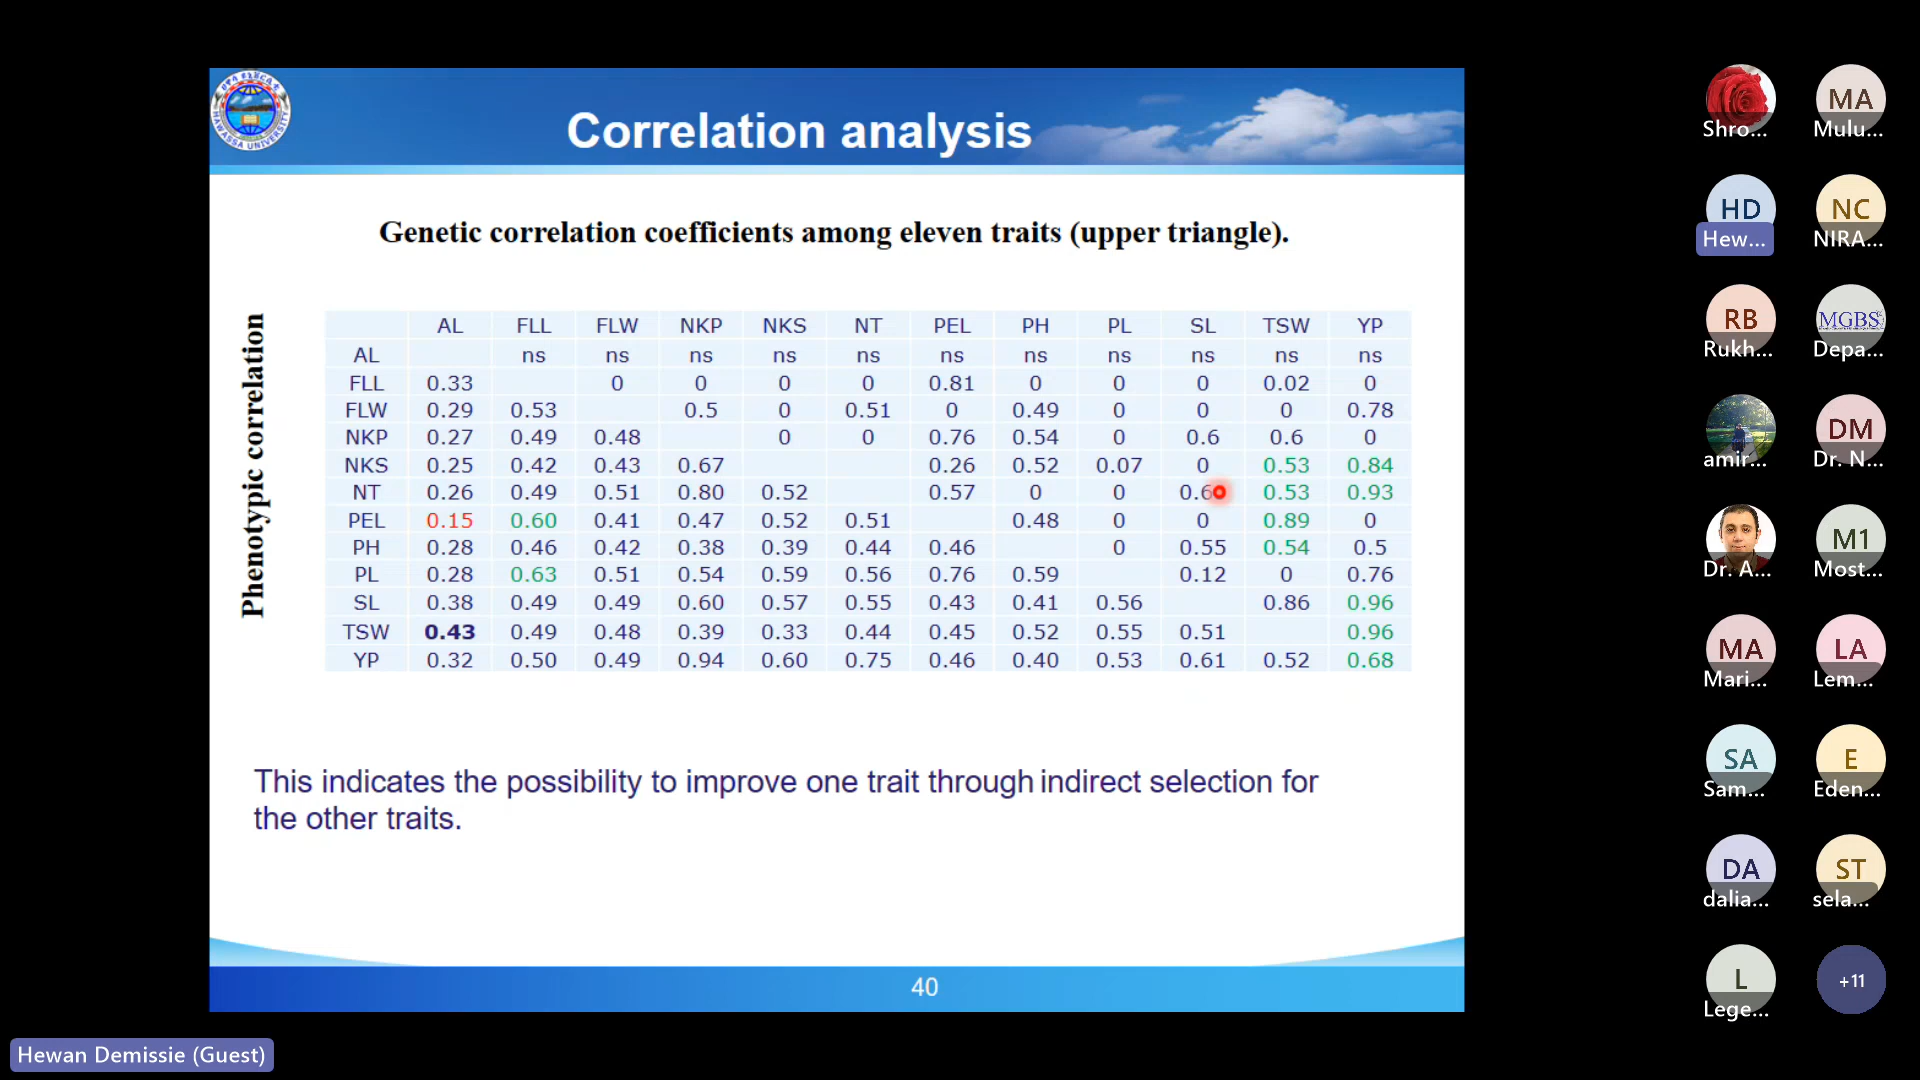 Correlation analysis
Genetic correlation coefficients among eleven traits (upper triangle).
Phenotypic correlation
AL FLL FLW NKP NKS NT PEL PH PL SL TSW YP
AL ns ns ns ns ns ns ns ns ns ns ns
FLL 0.33 0 0 0 0 0.81 0 0 0 0.02 0
FLW 0.29 0.53 0.5 0 0.51 0 0.49 0 0 0 0.78
NKP 0.27 0.49 0.48 0 0 0.76 0.54 0 0.6 0.6 0
NKS 0.25 0.42 0.43 0.67 0.26 0.52 0.07 0 0.53 0.84
NT 0.26 0.49 0.51 0.80 0.52 0.57 0 0 0.53 0.93
PEL 0.15 0.60 0.41 0.47 0.52 0.51 0.48 0 0 0.89 0
PH 0.28 0.46 0.42 0.38 0.39 0.44 0.46 0 0.55 0.54 0.5
PL 0.28 0.63 0.51 0.54 0.59 0.56 0.76 0.59 0.12 0 0.76
SL 0.38 0.49 0.49 0.60 0.57 0.55 0.43 0.41 0.56 0.86 0.96
TSW 0.43 0.49 0.48 0.39 0.33 0.44 0.45 0.52 0.55 0.51 0.96
YP 0.32 0.50 0.49 0.94 0.60 0.75 0.46 0.40 0.53 0.61 0.52 0.68
This indicates the possibility to improve one trait through indirect selection for
the other traits.
40
Hewan Demissie (Guest)
Shro...
MA
Mulu...
HD
Hew...
NC
NIRA...
RB
Rukh...
MGBS
Depa...
amir...
DM
Dr. N...
Dr. A...
M1
Most...
MA
Mari...
LA
Lem...
SA
Sam...
E
Eden...
DA
dalia...
ST
sela...
L
Lege...
+11